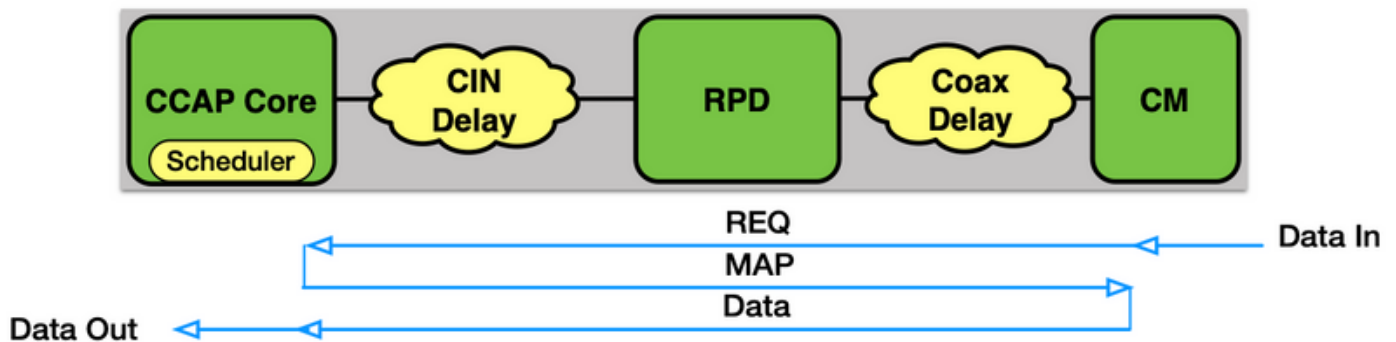 CCAP Core
Scheduler
CIN
Delay
RPD
Coax
Delay
CM
REQ
Data In
MAP
Data
Data Out